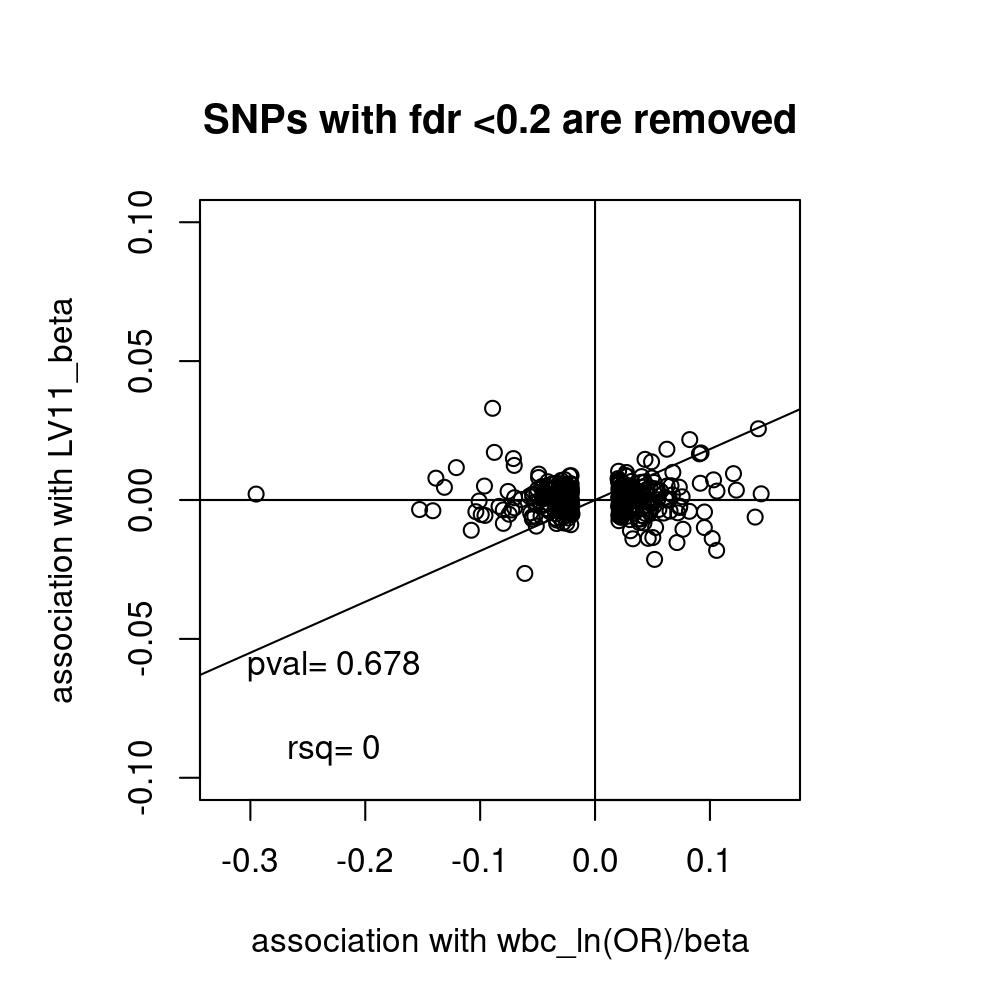 SNPs with fdr <0.2 are removed
0.10
0.05
0.00
-0.05
-0.10
association with LV11_beta
pval= 0.678
rsq= 0
-0.3
-0.2
-0.1
0.0
0.1
association with wbc_ln(OR)/beta